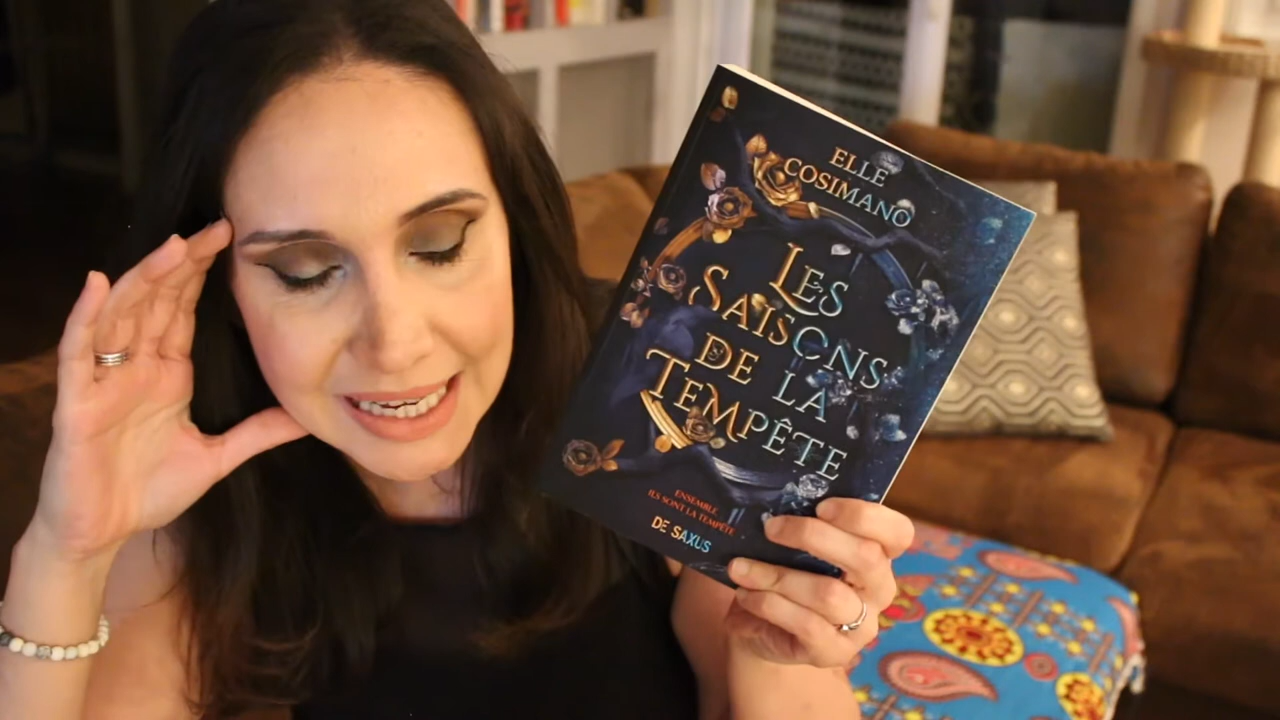 ELLE
COSIMANO
LES
SAISONS
DE LA
TEMPÊTE
ENSEMBLE,
ILS SONT LA TEMPÊTE
DE SAXUS